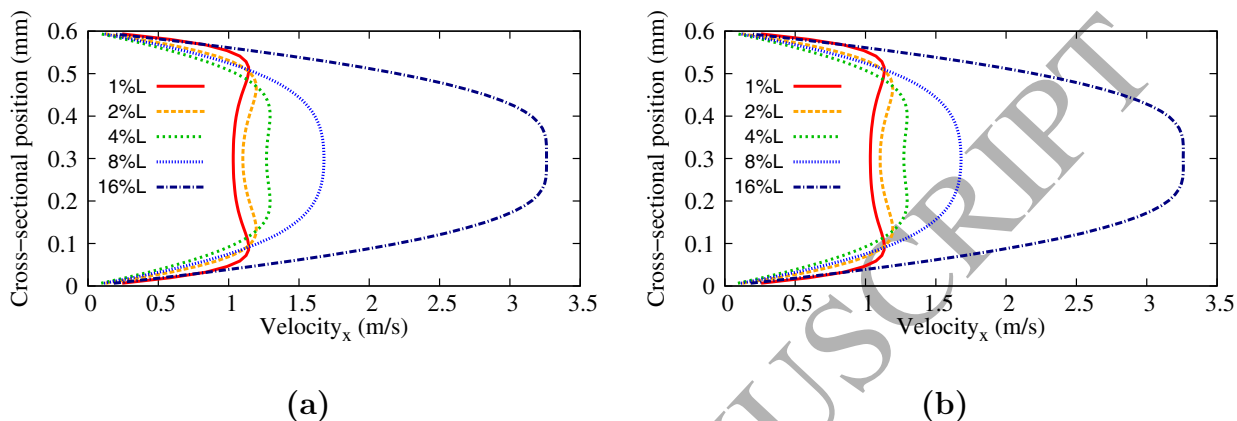 0.6
0.5
0.4
0.3
0.2
0.1
0
Cross−sectional position (mm)
1%L
2%L
4%L
8%L
16%L
0 0.5 1 1.5 2 2.5 3 3.5
Velocityx (m/s)
(a)
0.6
0.5
0.4
0.3
0.2
0.1
0
Cross−sectional position (mm)
1%L
2%L
4%L
8%L
16%L
0 0.5 1 1.5 2 2.5 3 3.5
Velocityx (m/s)
(b)
USCRIPT